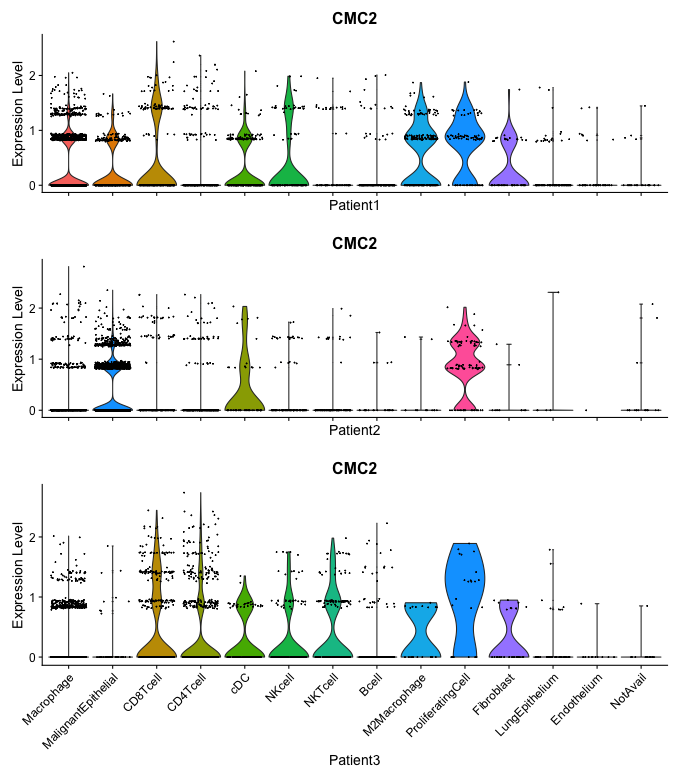 CMC2
Expression Level
2
1
0
Patient1
CMC2
Expression Level
2
1
0
Patient2
CMC2
Expression Level
2
1
0
Macrophage
MalignantEpithelial
CD8Tcell
CD4Tcell
cDC
NKcell
NKTcell
Bcell
M2Macrophage
ProliferatingCell
Fibroblast
LungEpithelium
Endothelium
NotAvail
Patient3